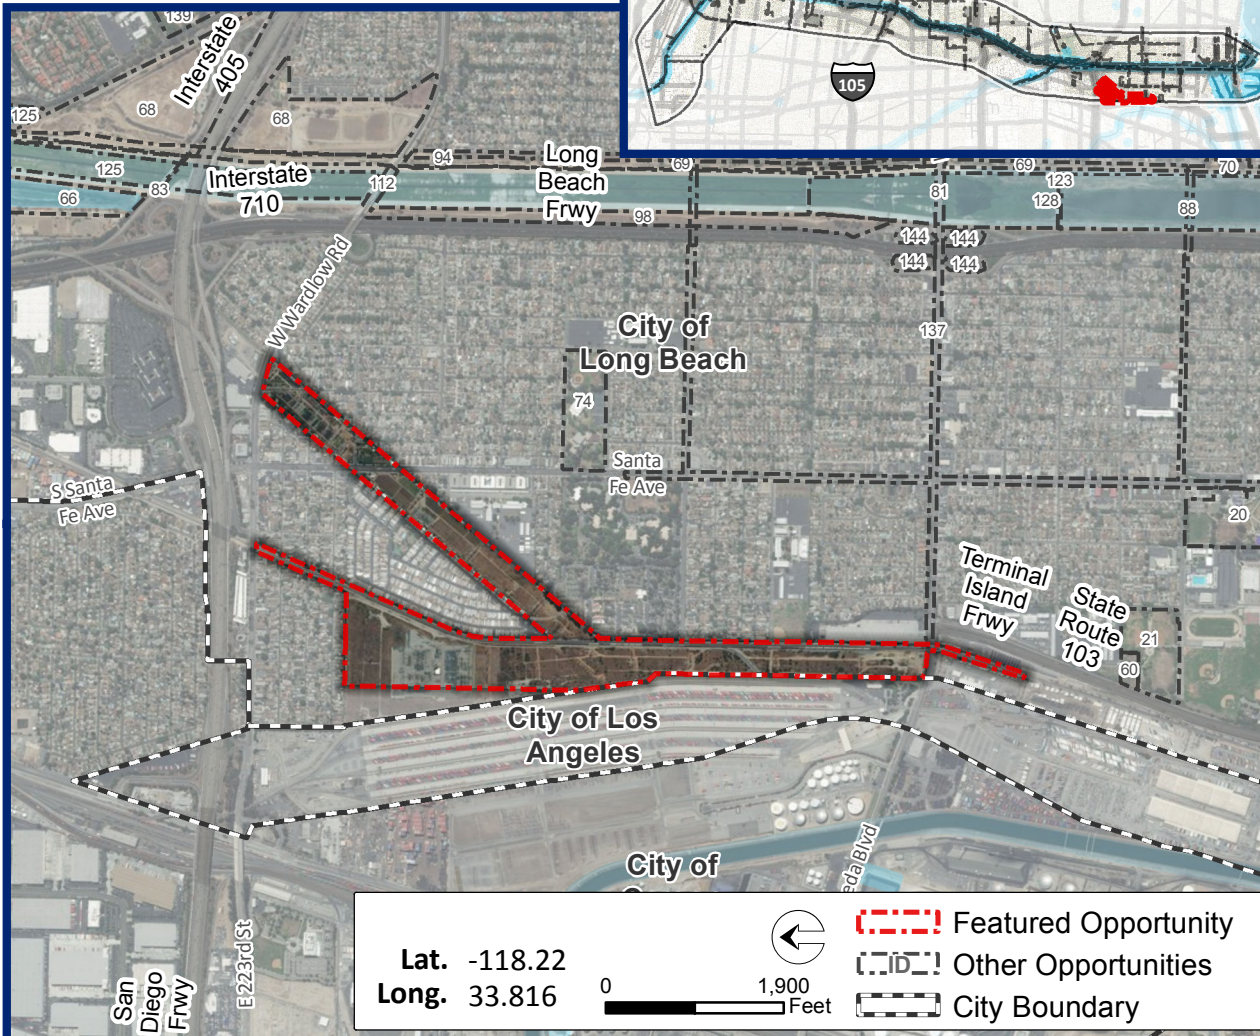 139
Interstate
405
105
125
68
68
94
Long
Beach
Frwy
69
69
70
125
83
Interstate
710
112
81
123
128
88
66
98
144
144
144
144
W Wardlow Rd
City of
Long Beach
137
74
Santa
Fe Ave
S Santa
Fe Ave
20
Terminal
Island
Frwy
State
Route
103
21
60
City of Los
Angeles
City of
eda Blvd
E 223rd St
San
Diego
Frwy
Lat. -118.22
Long. 33.816
0 1,900
Feet
Featured Opportunity
ID Other Opportunities
City Boundary